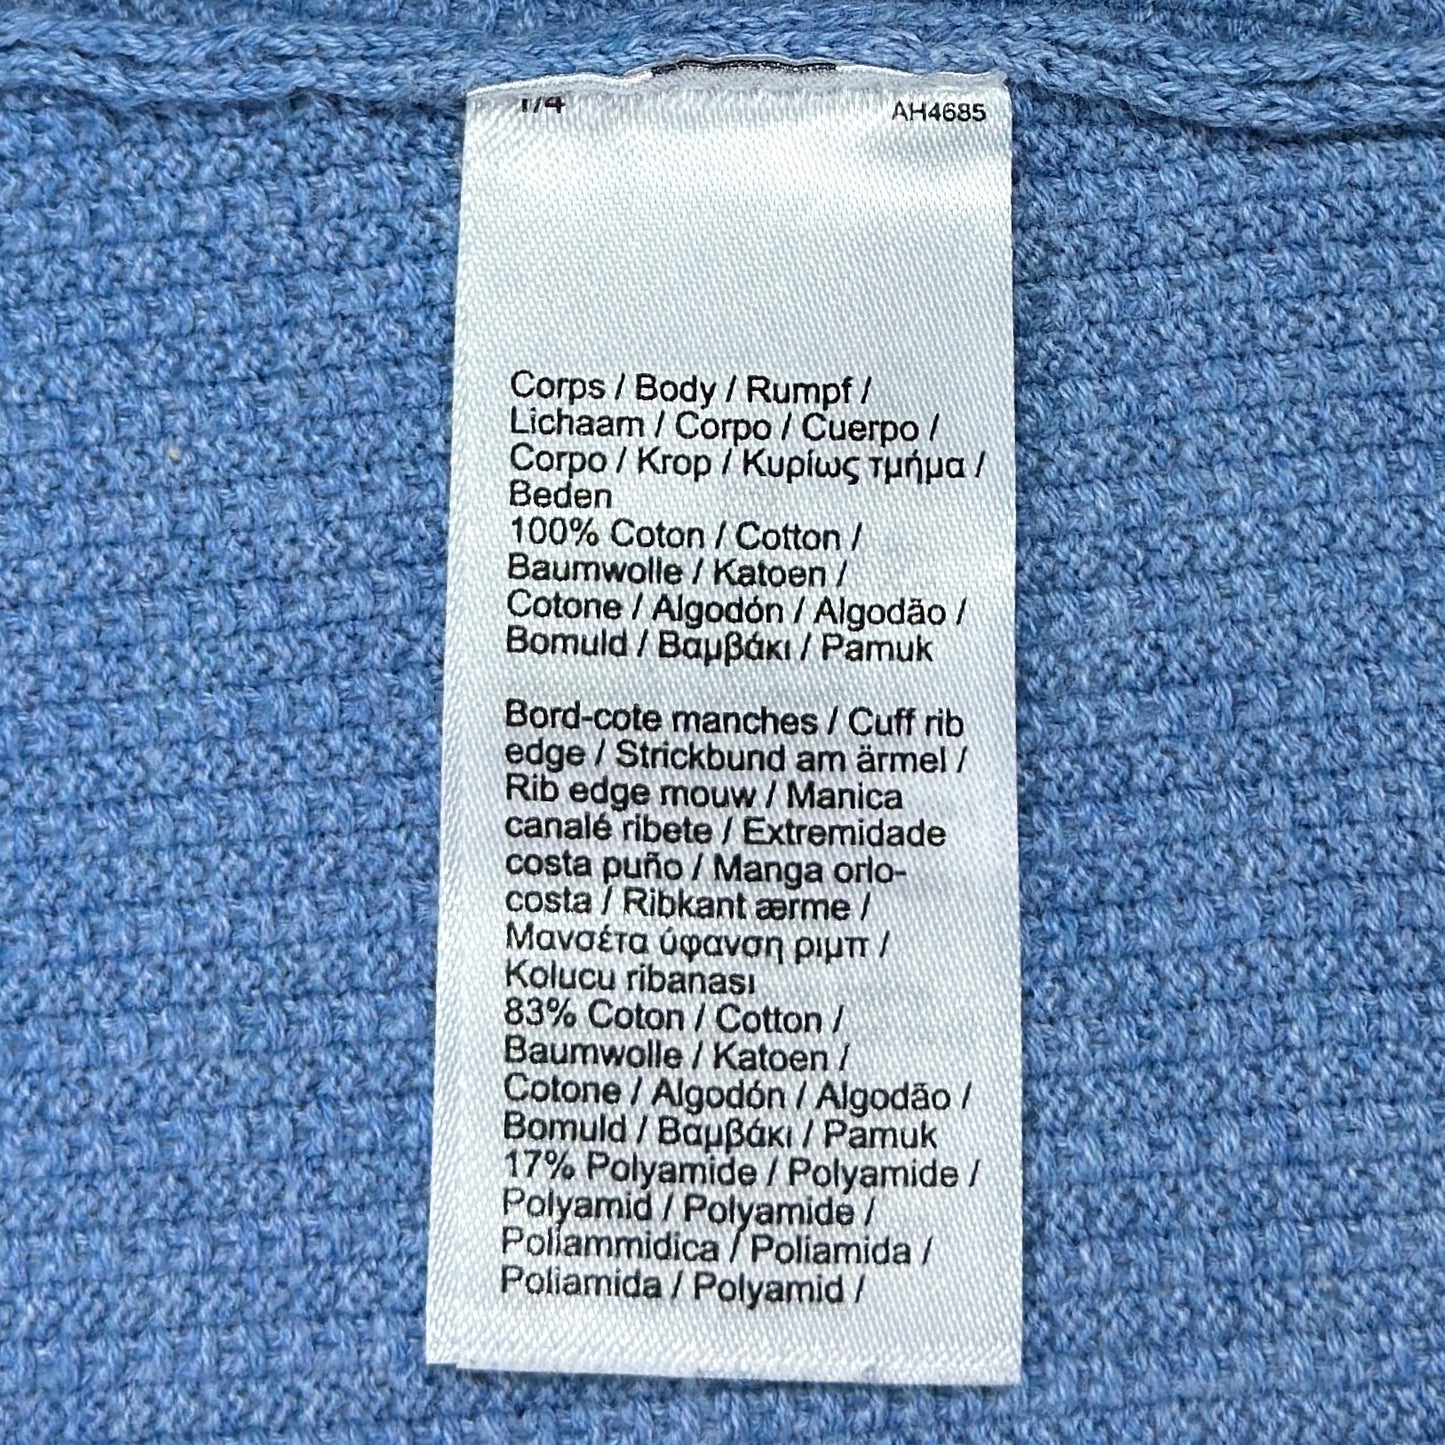 1/4 AH4685
Corps / Body / Rumpf /
Lichaam / Corpo / Cuerpo /
Corpo / Krop / Κυρίως τμήμα /
Beden
100% Coton / Cotton /
Baumwolle / Katoen /
Cotone / Algodón / Algodão /
Bomuld / Βαμβάκι / Pamuk
Bord-cote manches / Cuff rib
edge / Strickbund am ärmel /
Rib edge mouw / Manica
canalé ribete / Extremidade
costa puño / Manga orlo-
costa / Ribkant ærme /
Μανσέτα ύφανση ριμπ /
Kolucu ribanası
83% Coton / Cotton /
Baumwolle / Katoen /
Cotone / Algodón / Algodão /
Bomuld / Βαμβάκι / Pamuk
17% Polyamide / Polyamide /
Polyamid / Polyamide /
Poliammidica / Poliamida /
Poliamida / Polyamid /